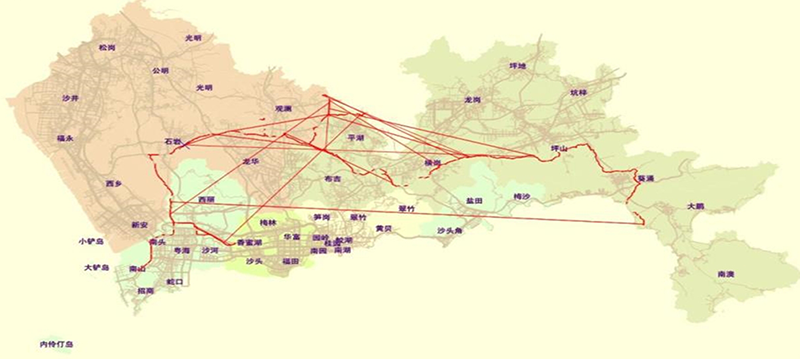 光明
松岗
坪地
公明
光明
坑梓
沙井
龙岗
观澜
福永
平湖
石岩
坪山
龙华
横岗
布吉
葵涌
西乡
西丽
梅沙
盐田
大鹏
翠竹
笋岗
翠竹
新安
梅林
黄贝
沙头角
华富
园岭
小铲岛
南头
粤海
沙河
香蜜湖
南园
南湖
沙头
福田
大铲岛
南山
蛇口
招商
南澳
内伶仃岛